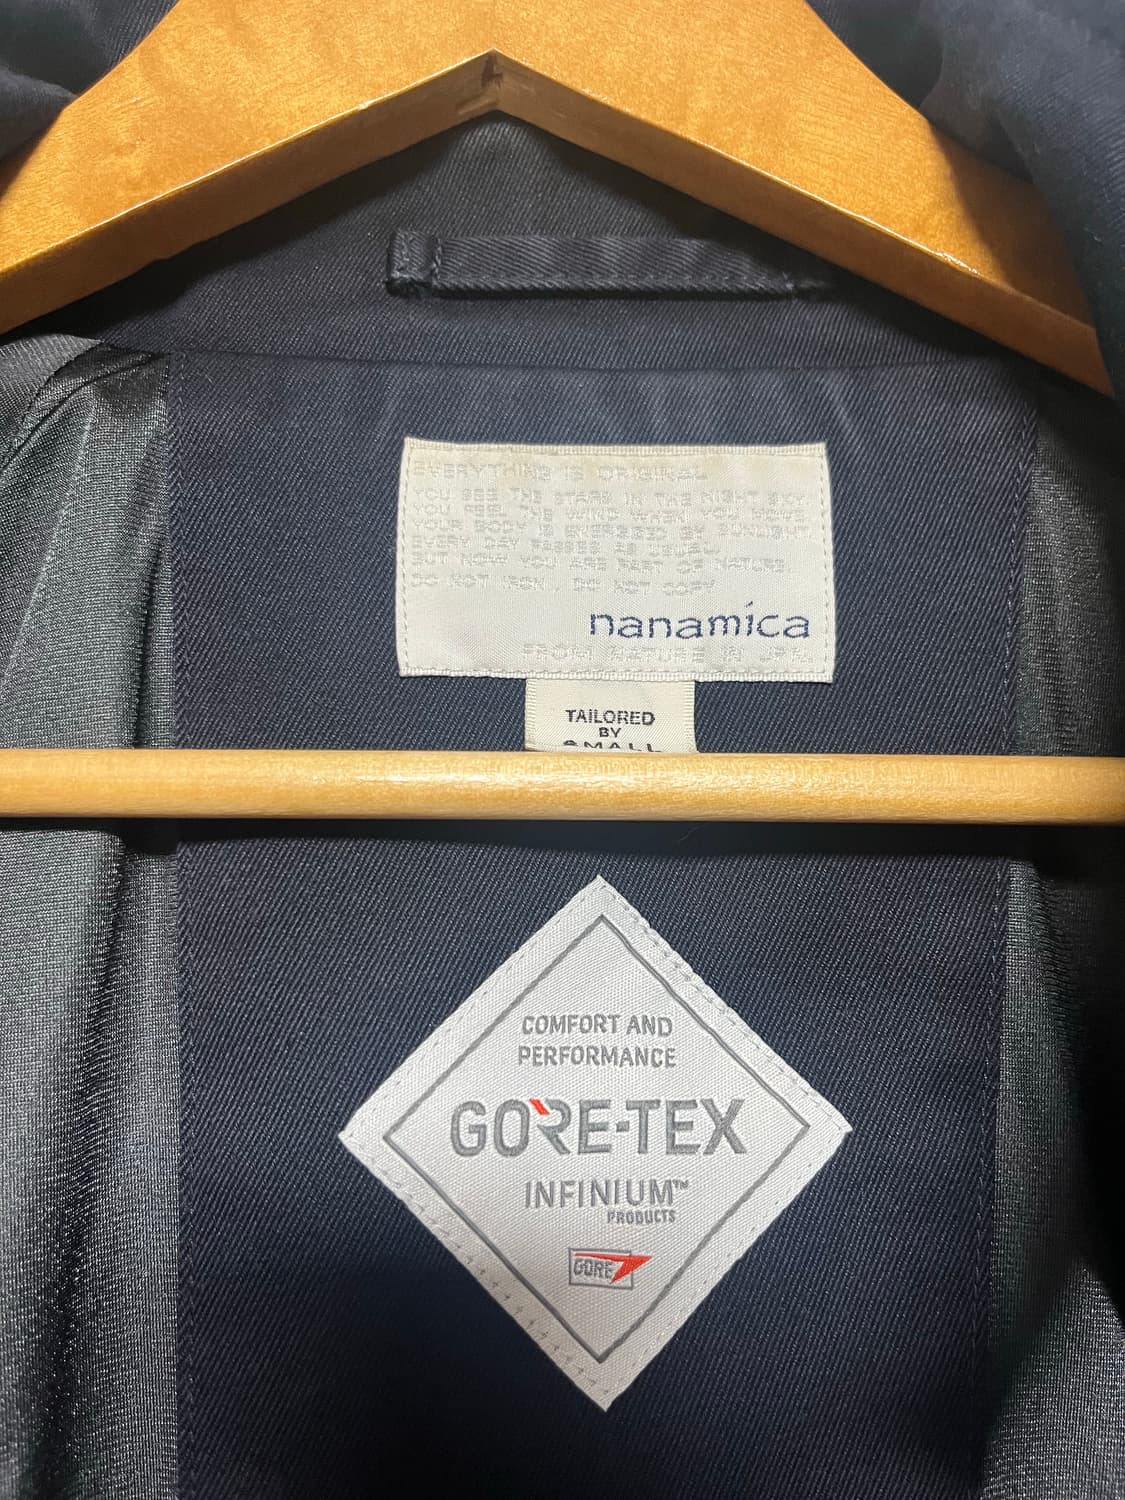 EVERYTHING IS ORIGINAL
YOU SEE THE STARS IN THE NIGHT SKY.
YOU FEEL THE WIND WHEN YOU MOVE.
YOUR BODY IS ENERGIZED BY SUNLIGHT.
EVERY DAY PASSES AS USUAL.
BUT NOW YOU ARE PART OF NATURE.
DO NOT IRON. DO NOT COPY
nanamica
FROM NATURE IN JPN.
TAILORED
BY
SMALL
COMFORT AND
PERFORMANCE
GORE-TEX
INFINIUM™
PRODUCTS
GORE